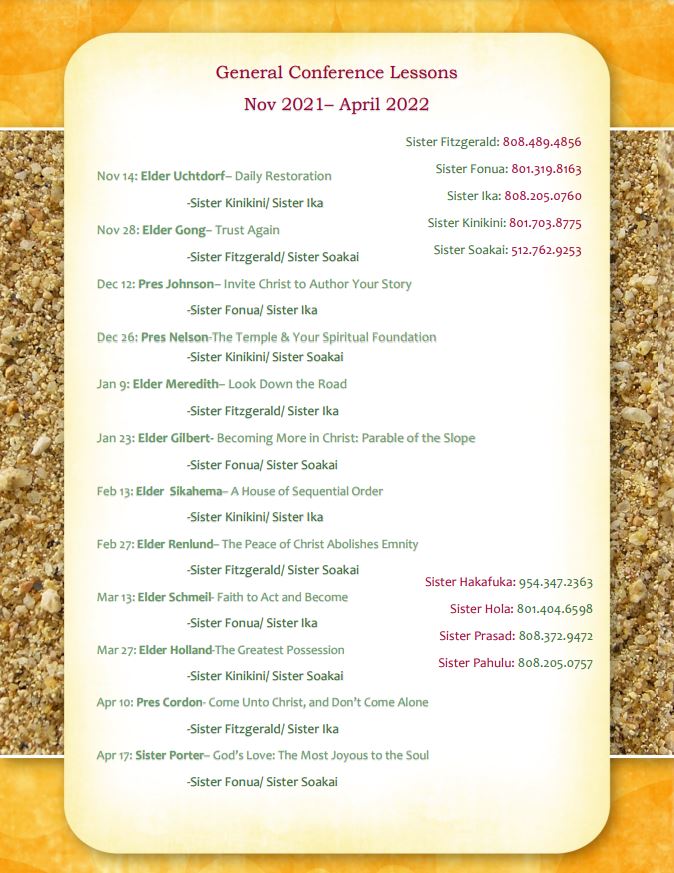 General Conference Lessons
Nov 2021– April 2022
Sister Fitzgerald: 808.489.4856
Sister Fonua: 801.319.8163
Sister Ika: 808.205.0760
Sister Kinikini: 801.703.8775
Sister Soakai: 512.762.9253
Nov 14: Elder Uchtdorf– Daily Restoration
-Sister Kinikini/ Sister Ika
Nov 28: Elder Gong– Trust Again
-Sister Fitzgerald/ Sister Soakai
Dec 12: Pres Johnson– Invite Christ to Author Your Story
-Sister Fonua/ Sister Ika
Dec 26: Pres Nelson-The Temple & Your Spiritual Foundation
-Sister Kinikini/ Sister Soakai
Jan 9: Elder Meredith– Look Down the Road
-Sister Fitzgerald/ Sister Ika
Jan 23: Elder Gilbert- Becoming More in Christ: Parable of the Slope
-Sister Fonua/ Sister Soakai
Feb 13: Elder Sikahema– A House of Sequential Order
-Sister Kinikini/ Sister Ika
Feb 27: Elder Renlund– The Peace of Christ Abolishes Emnity
-Sister Fitzgerald/ Sister Soakai
Mar 13: Elder Schmeil- Faith to Act and Become
-Sister Fonua/ Sister Ika
Mar 27: Elder Holland-The Greatest Possession
-Sister Kinikini/ Sister Soakai
Apr 10: Pres Cordon- Come Unto Christ, and Don't Come Alone
-Sister Fitzgerald/ Sister Ika
Apr 17: Sister Porter– God's Love: The Most Joyous to the Soul
-Sister Fonua/ Sister Soakai
Sister Hakafuka: 954.347.2363
Sister Hola: 801.404.6598
Sister Prasad: 808.372.9472
Sister Pahulu: 808.205.0757